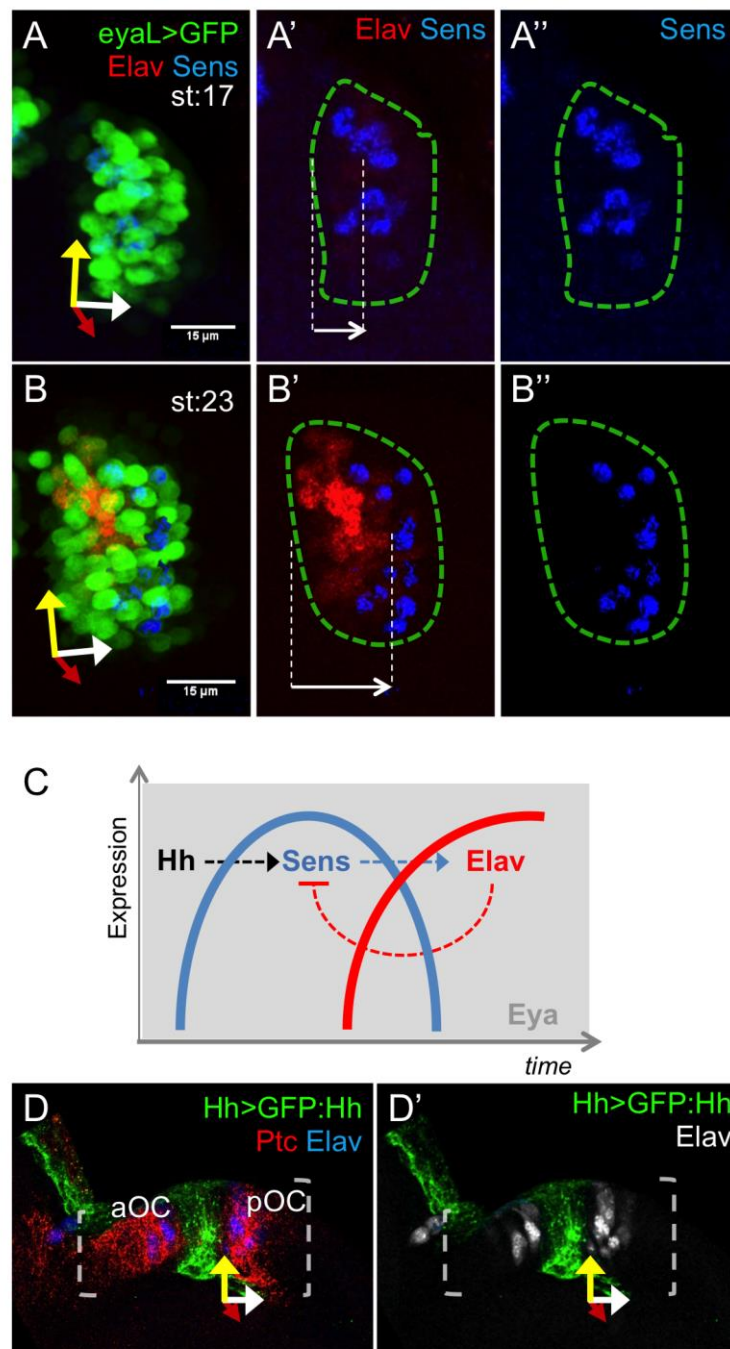 A
eyaL>GFP
Elav Sens
st:17
15 µm
A'
Elav Sens
A''
Sens
B
st:23
15 µm
B'
B''
C
Expression
Hh
Sens
Elav
Eya
time
D
Hh>GFP:Hh
Ptc Elav
aOC
pOC
D'
Hh>GFP:Hh
Elav